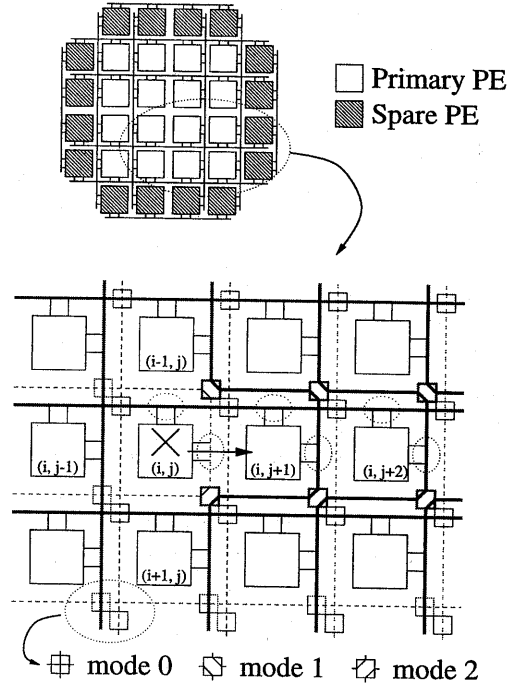 Primary PE
Spare PE
(i-1, j)
(i, j-1)
(i, j)
(i, j+1)
(i, j+2)
(i+1, j)
mode 0
mode 1
mode 2